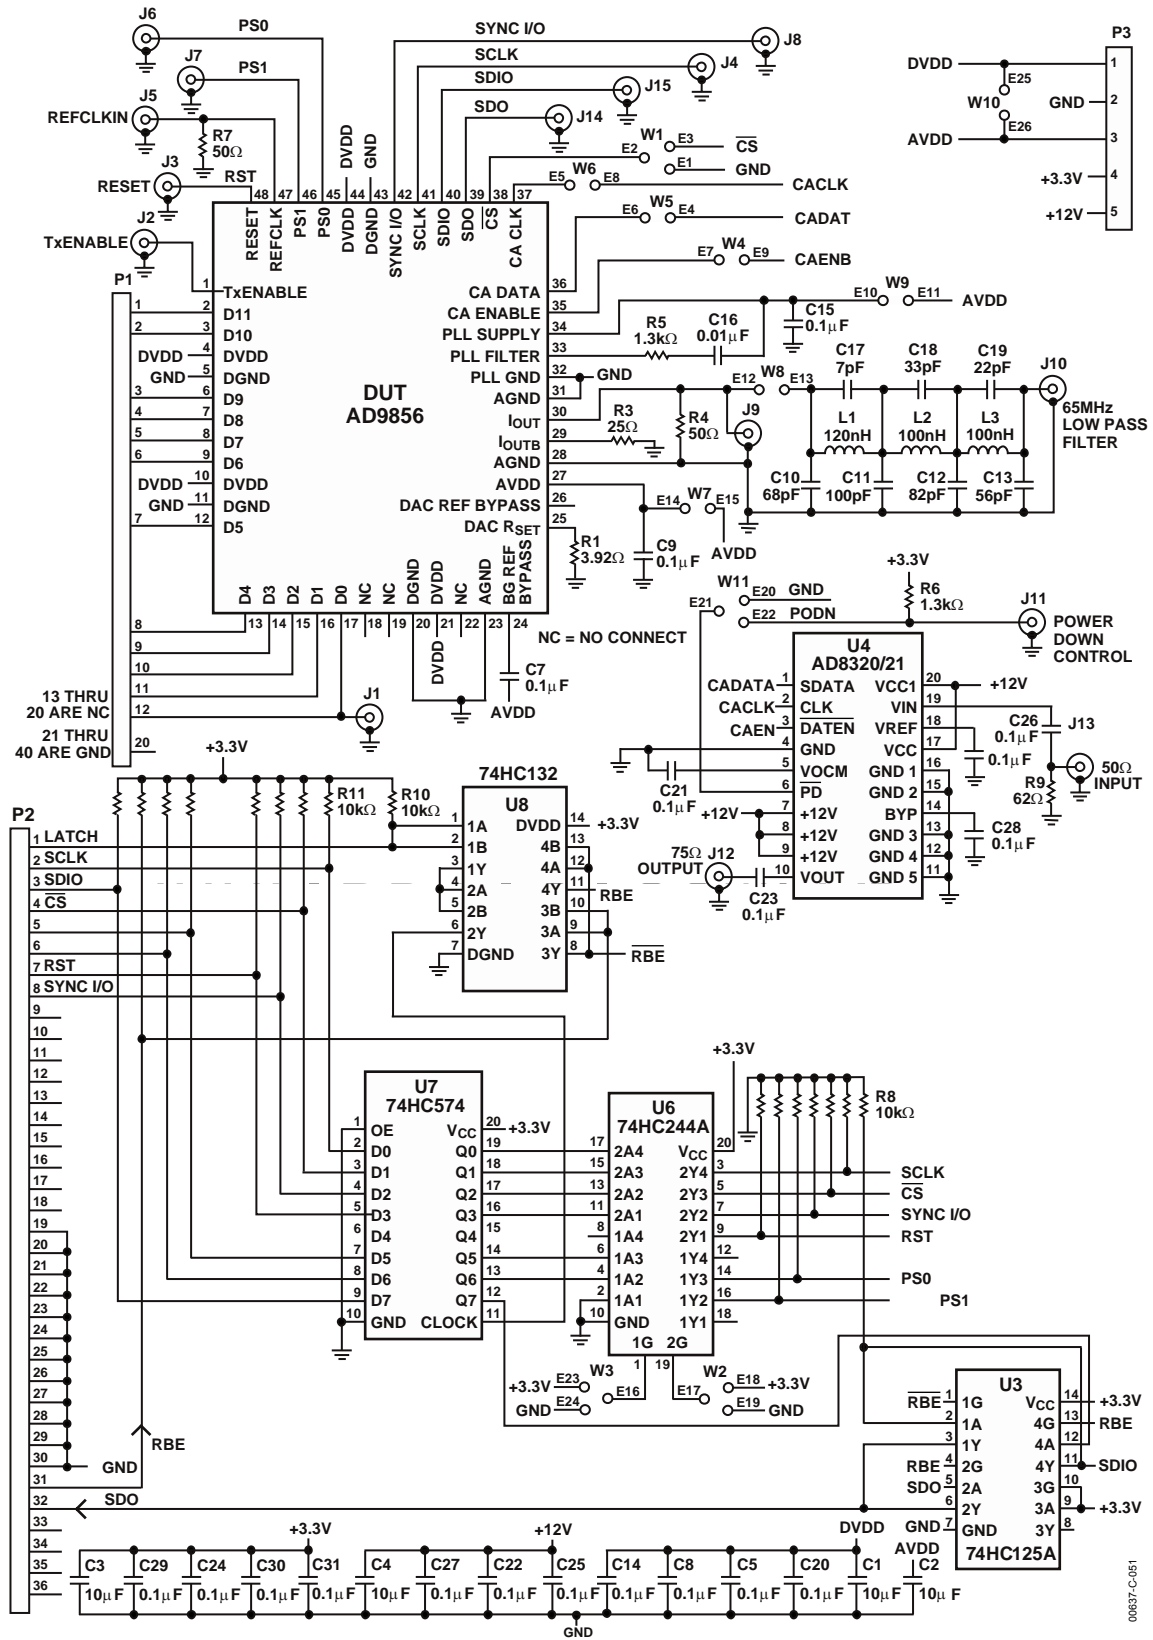 J6
PS0
SYNC I/O
J8
J7
PS1
SCLK
J4
SDIO
J15
J5
REFCLKIN
SDO
J14
R7
50Ω
DVDD
GND
J3
RESET
RST
W1
E2
E3
CS
E1
GND
W6
E5
E8
CACLK
J2
TxENABLE
W5
E6
E4
CADAT
W4
E7
E9
CAENB
P3
DVDD
1
E25
W10
GND
2
E26
AVDD
3
+3.3V
4
+12V
5
48 47 46 45 44 43 42 41 40 39 38 37
RESET
REFCLK
PS1
PS0
DVDD
DGND
SYNC I/O
SCLK
SDIO
SDO
CS
CA CLK
DUT
AD9856
P1
1 TxENABLE
1 2 D11
2 3 D10
DVDD 4 DVDD
GND 5 DGND
3 6 D9
4 7 D8
5 8 D7
6 9 D6
DVDD 10 DVDD
GND 11 DGND
7 12 D5
CA DATA 36
CA ENABLE 35
PLL SUPPLY 34
PLL FILTER 33
PLL GND 32 GND
AGND 31
IOUT 30
IOUTB 29
AGND 28
AVDD 27
DAC REF BYPASS 26
DAC RSET 25
D4
D3
D2
D1
D0
NC
NC
DGND
DVDD
NC
AGND
BG REF
BYPASS
13 14 15 16 17 18 19 20 21 22 23 24
8
9
10
11
13 THRU
20 ARE NC
12
21 THRU
40 ARE GND
20
J1
DVDD
C7
0.1μF
AVDD
NC = NO CONNECT
R5
1.3kΩ
C16
0.01μF
C15
0.1μF
E10
W9
E11
AVDD
R3
25Ω
R4
50Ω
J9
E12
W8
E13
C17
7pF
C18
33pF
C19
22pF
J10
L1
120nH
L2
100nH
L3
100nH
65MHz
LOW PASS
FILTER
C10
68pF
C11
100pF
C12
82pF
C13
56pF
E14
W7
E15
AVDD
R1
3.92Ω
C9
0.1μF
W11
E21
E20
GND
E22
PODN
+3.3V
R6
1.3kΩ
J11
POWER
DOWN
CONTROL
U4
AD8320/21
CADATA 1 SDATA
CACLK 2 CLK
CAEN 3 DATEN
4 GND
5 VOCM
6 PD
+12V 7 +12V
8 +12V
9 +12V
10 VOUT
VCC1 20 +12V
VIN 19
VREF 18
VCC 17
GND 1 16
GND 2 15
BYP 14
GND 3 13
GND 4 12
GND 5 11
C21
0.1μF
75Ω
OUTPUT
J12
C23
0.1μF
C26
0.1μF
J13
0.1μF
50Ω
INPUT
R9
62Ω
C28
0.1μF
+3.3V
R11
10kΩ
R10
10kΩ
74HC132
U8
1 1A
2 1B
3 1Y
4 2A
5 2B
6 2Y
7 DGND
DVDD 14 +3.3V
4B 13
4A 12
4Y 11 RBE
3B 10
3A 9
3Y 8 RBE
P2
1 LATCH
2 SCLK
3 SDIO
4 CS
5
6
7 RST
8 SYNC I/O
9
10
11
12
13
14
15
16
17
18
19
20
21
22
23
24
25
26
27
28
29
30
GND
31
RBE
32
SDO
33
34
35
36
U7
74HC574
1 OE
2 D0
3 D1
4 D2
5 D3
6 D4
7 D5
8 D6
9 D7
10 GND
VCC 20 +3.3V
Q0 19
Q1 18
Q2 17
Q3 16
Q4 15
Q5 14
Q6 13
Q7 12
CLOCK 11
+3.3V
U6
74HC244A
17 2A4
15 2A3
13 2A2
11 2A1
8 1A4
6 1A3
4 1A2
2 1A1
10 GND
VCC 20
2Y4 3 SCLK
2Y3 5 CS
2Y2 7 SYNC I/O
2Y1 9 RST
1Y4 12
1Y3 14 PS0
1Y2 16 PS1
1Y1 18
1G 2G
1 19
R8
10kΩ
+3.3V E23
W3
GND E24
E16
W2
E17
E18 +3.3V
E19 GND
U3
RBE 1 1G
2 1A
3 1Y
RBE 4 2G
SDO 5 2A
6 2Y
GND 7 GND
VCC 14 +3.3V
4G 13 RBE
4A 12
4Y 11 SDIO
3G 10
3A 9 +3.3V
3Y 8
74HC125A
+3.3V
+12V
DVDD
AVDD
C3
10μF
C29
0.1μF
C24
0.1μF
C30
0.1μF
C31
0.1μF
C4
10μF
C27
0.1μF
C22
0.1μF
C25
0.1μF
C14
0.1μF
C8
0.1μF
C5
0.1μF
C20
0.1μF
C1
10μF
C2
10μF
GND
00637-C-051